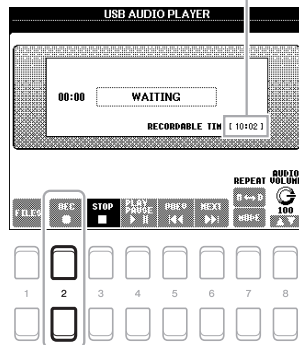 USB AUDIO PLAYER
00:00 WAITING
RECORDABLE TIM [ 10:02 ]
REPEAT AUDIO VOLUME
FILES REC STOP PLAY PAUSE PREV NEXT A↔B 100
MODE
1 2 3 4 5 6 7 8